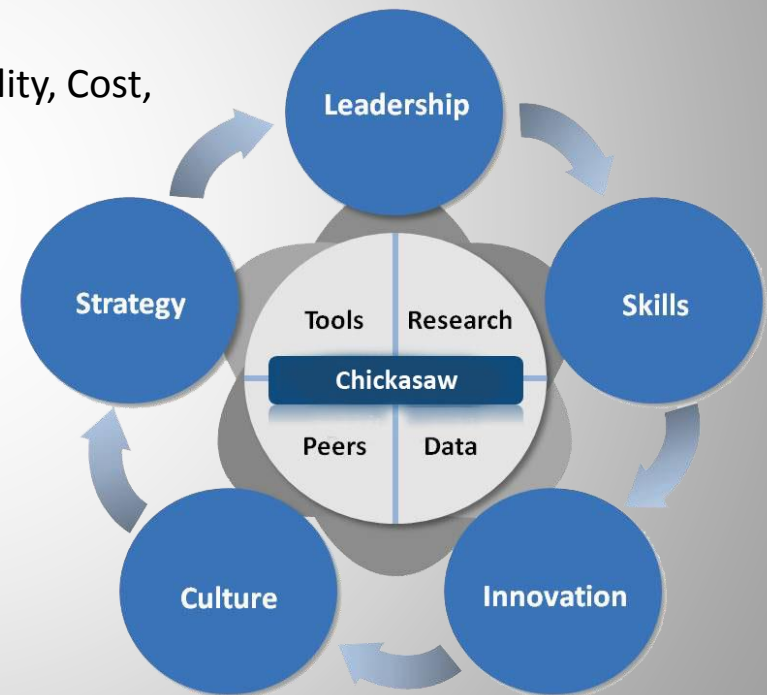 lity, Cost,
Leadership
Strategy
Skills
Tools
Research
Chickasaw
Peers
Data
Culture
Innovation